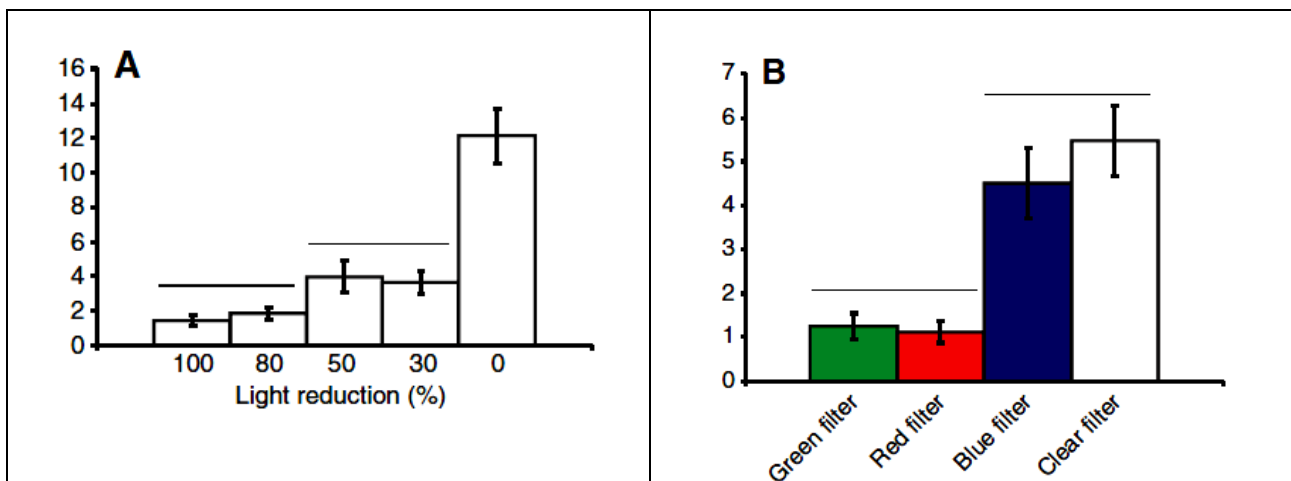 A
16
14
12
10
8
6
4
2
0
100 80 50 30 0
Light reduction (%)
B
7
6
5
4
3
2
1
0
Green filter
Red filter
Blue filter
Clear filter